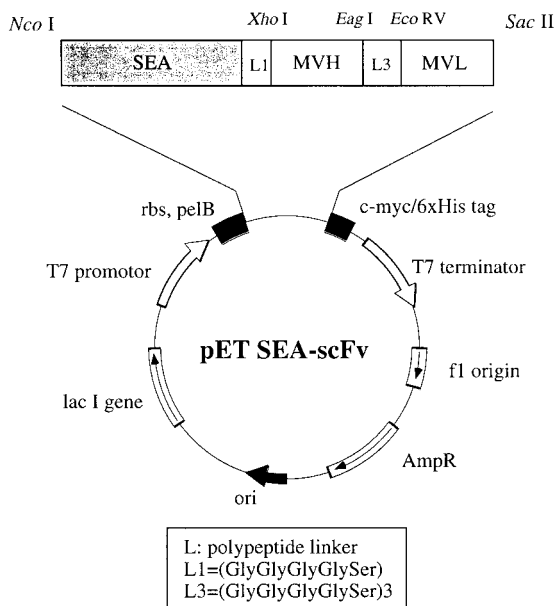 Nco I
Xho I
Eag I
Eco RV
Sac II
SEA
L1
MVH
L3
MVL
rbs, pelB
c-myc/6xHis tag
T7 promotor
T7 terminator
pET SEA-scFv
lac I gene
f1 origin
ori
AmpR
L: polypeptide linker
L1=(GlyGlyGlyGlySer)
L3=(GlyGlyGlyGlySer)3